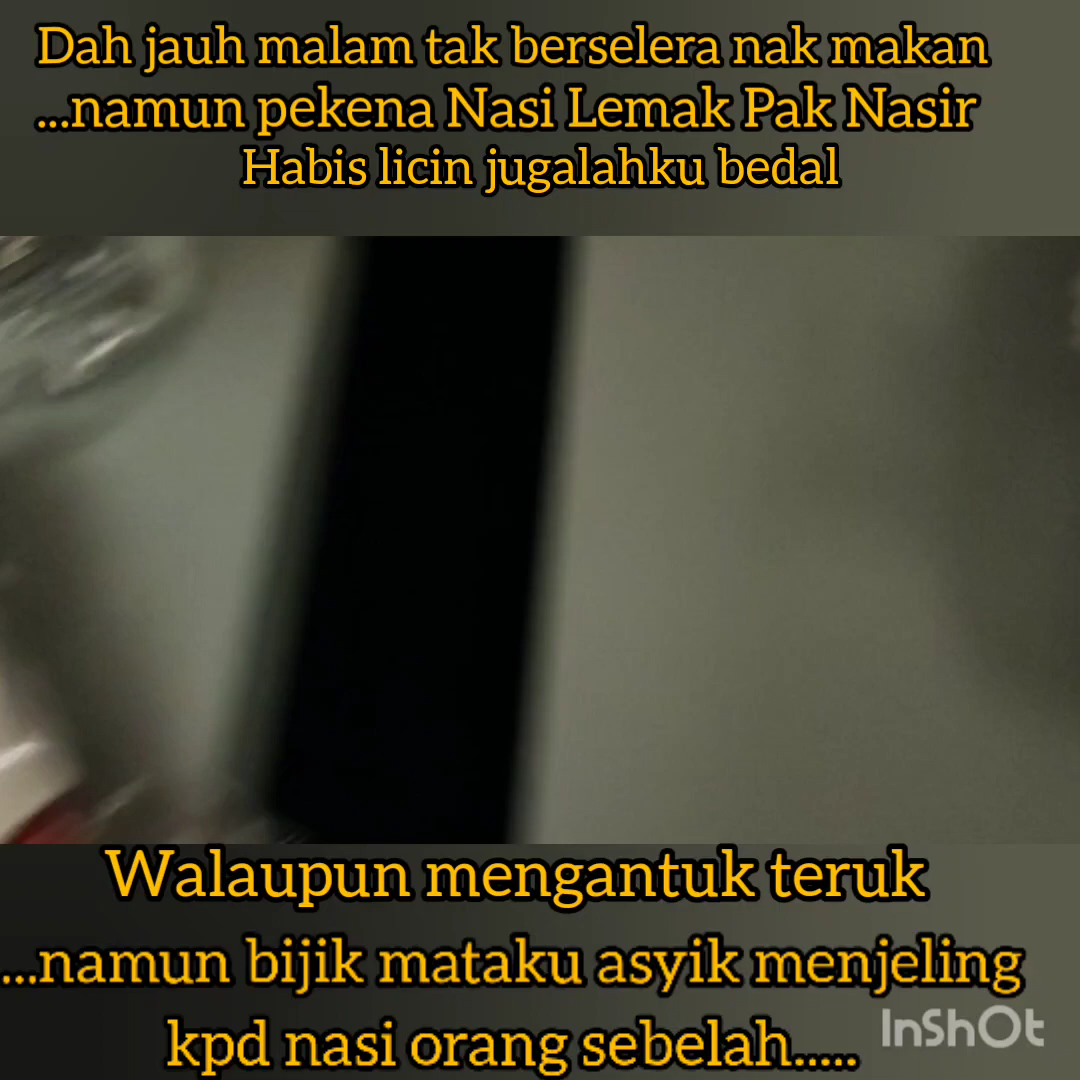 Dah jauh malam tak berselera nak makan
...namun pekena Nasi Lemak Pak Nasir
Habis licin jugalahku bedal
Walaupun mengantuk teruk
...namun bijik mataku asyik menjeling
kpd nasi orang sebelah.....
InShOt